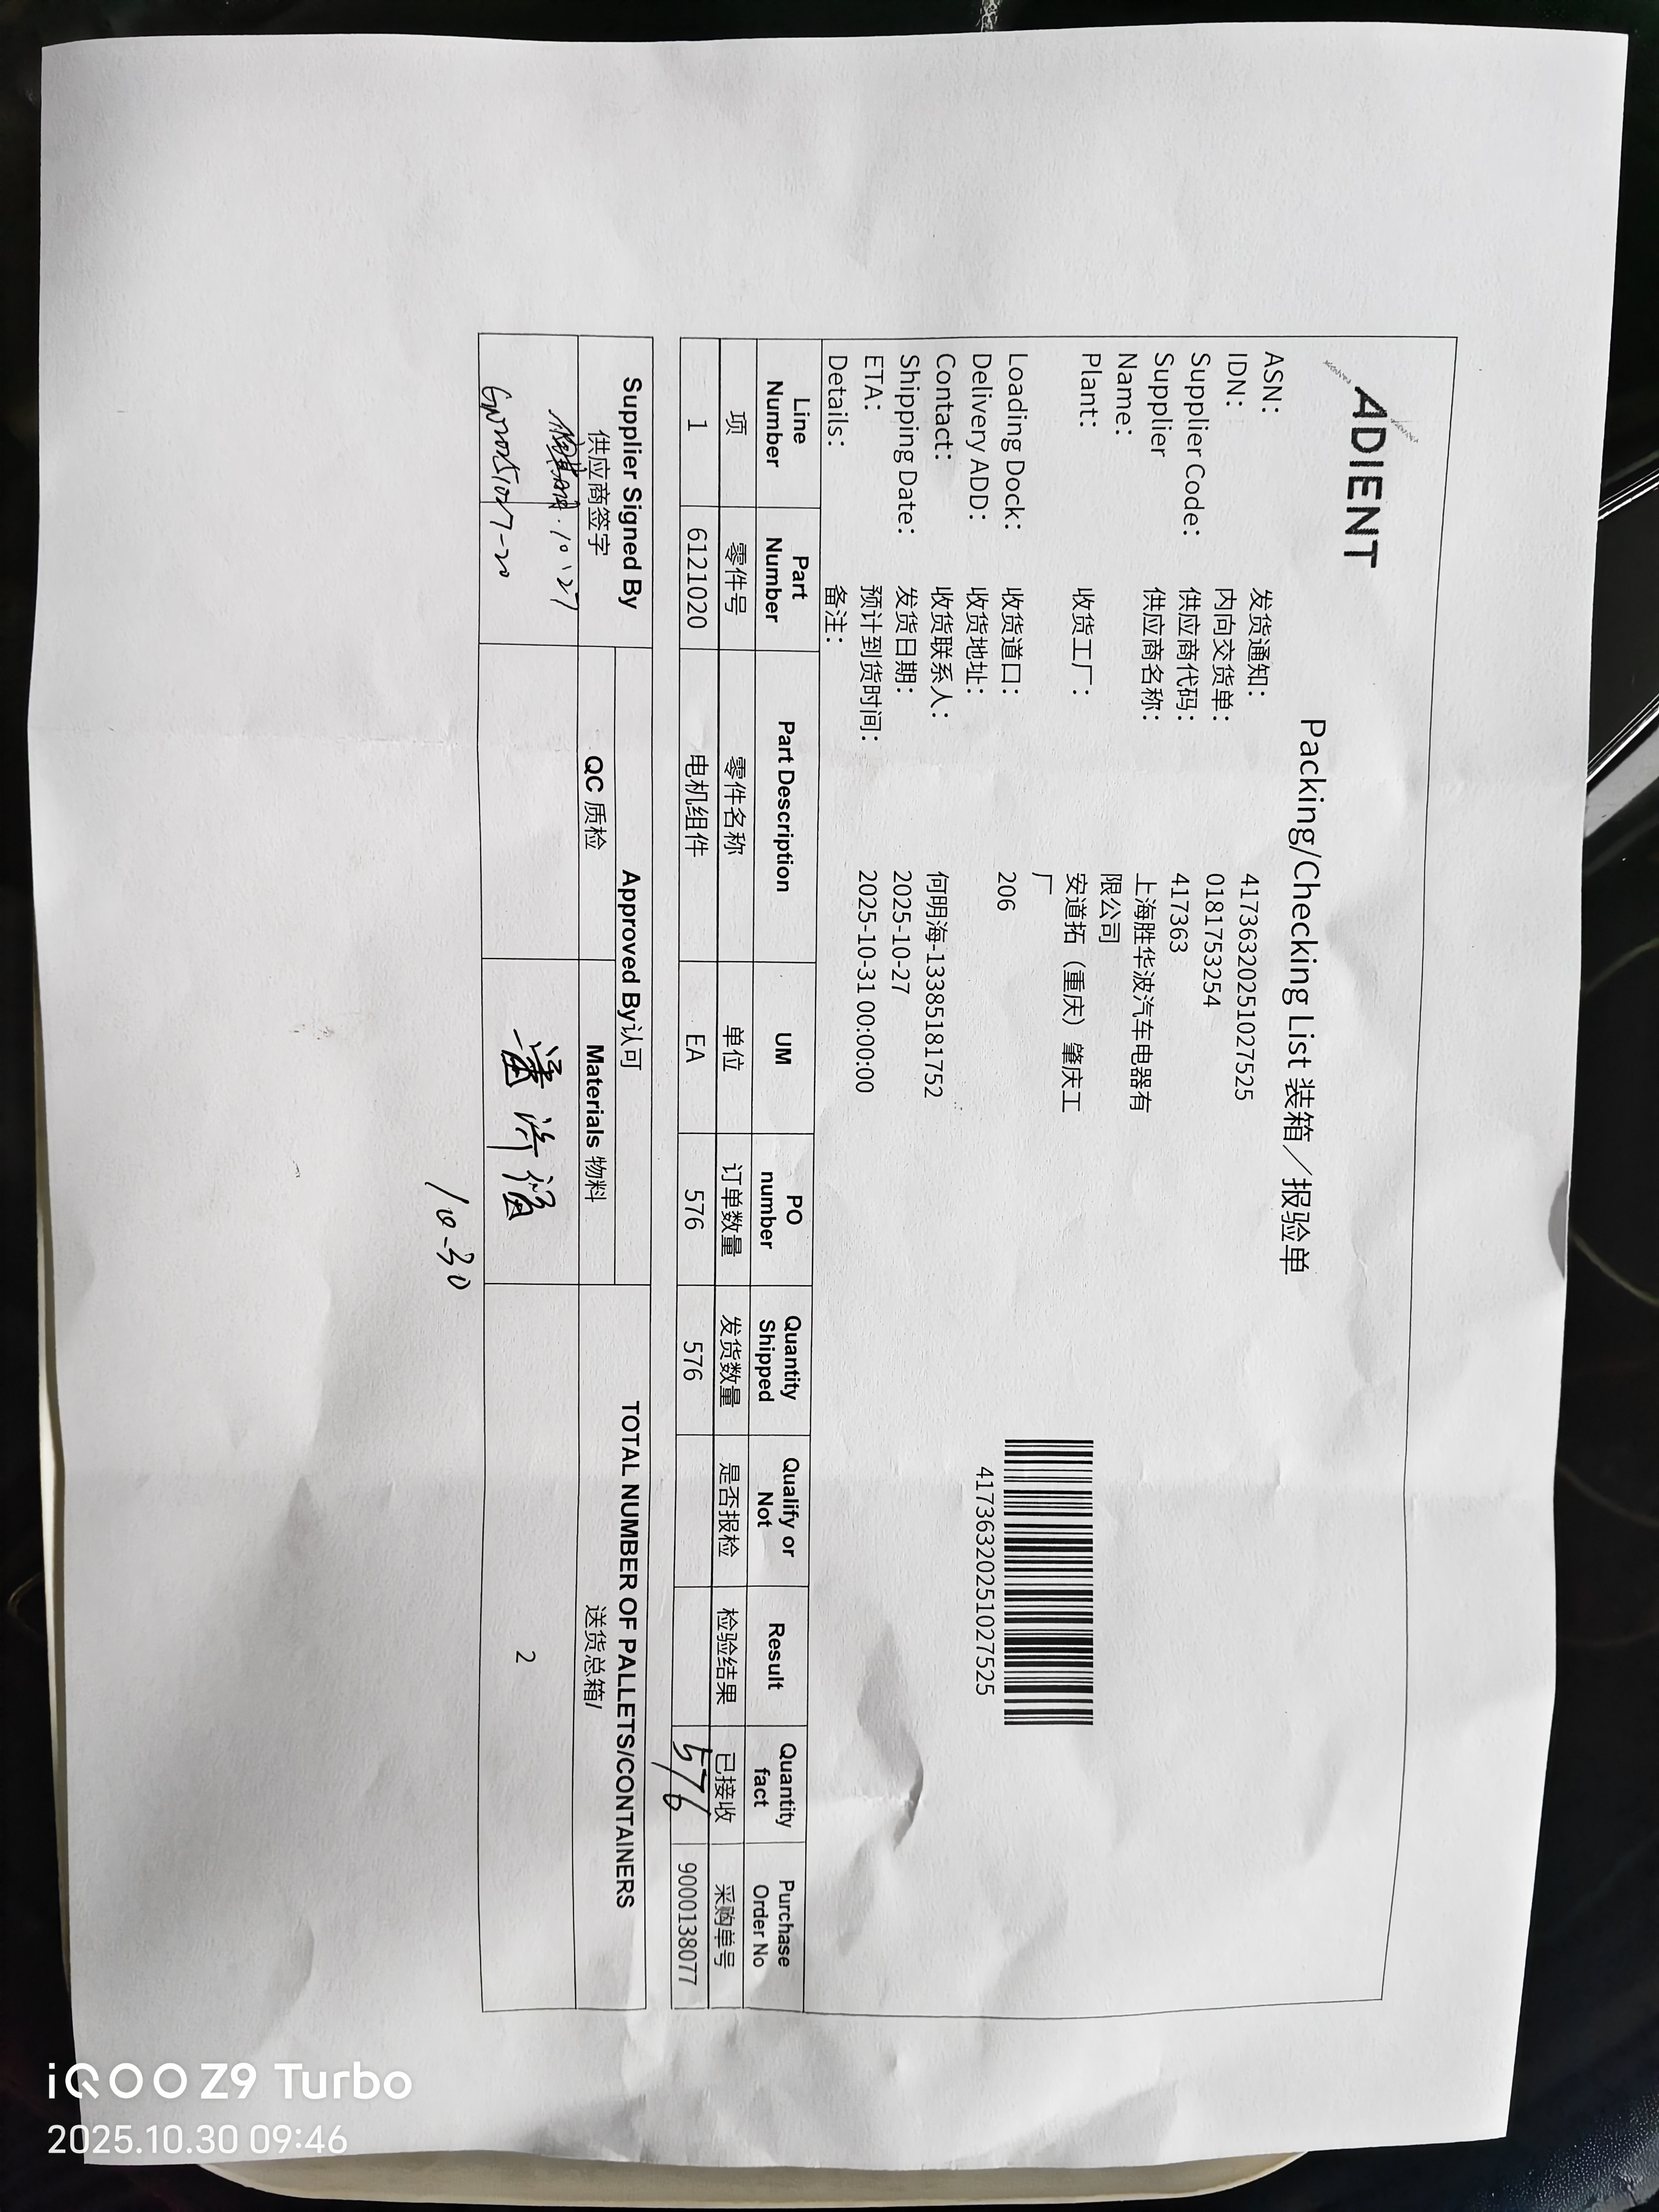 ADIENT
Packing/Checking List 装箱／报验单
ASN: 发货通知: 41736320251027525
IDN: 内向交货单: 0181753254
Supplier Code: 供应商代码: 417363
Supplier Name: 供应商名称: 上海胜华波汽车电器有
限公司
Plant: 收货工厂: 安道拓（重庆）肇庆工
厂
Loading Dock: 收货道口: 206
Delivery ADD: 收货地址:
Contact: 收货联系人: 何明海-13385181752
Shipping Date: 发货日期: 2025-10-27
ETA: 预计到货时间: 2025-10-31 00:00:00
Details: 备注:
41736320251027525
Line Number Part Number Part Description UM PO number Quantity Shipped Qualify or Not Result Quantity fact Purchase Order No
项 零件号 零件名称 单位 订单数量 发货数量 是否报检 检验结果 已接收 采购单号
1 6121020 电机组件 EA 576 576 576 9000138077
Supplier Signed By Approved By认可 TOTAL NUMBER OF PALLETS/CONTAINERS
供应商签字 QC 质检 Materials 物料 送货总箱/
10.27
2
10-30
iQOO Z9 Turbo
2025.10.30 09:46